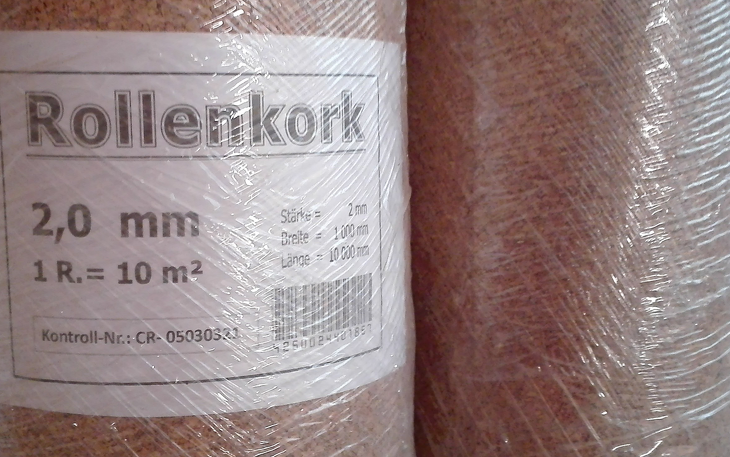 Rollenkork
2,0 mm
1 R.= 10 m²
Stärke = 2 mm
Breite = 1 000 mm
Länge = 10 000 mm
Kontroll-Nr.: CR- 05030321